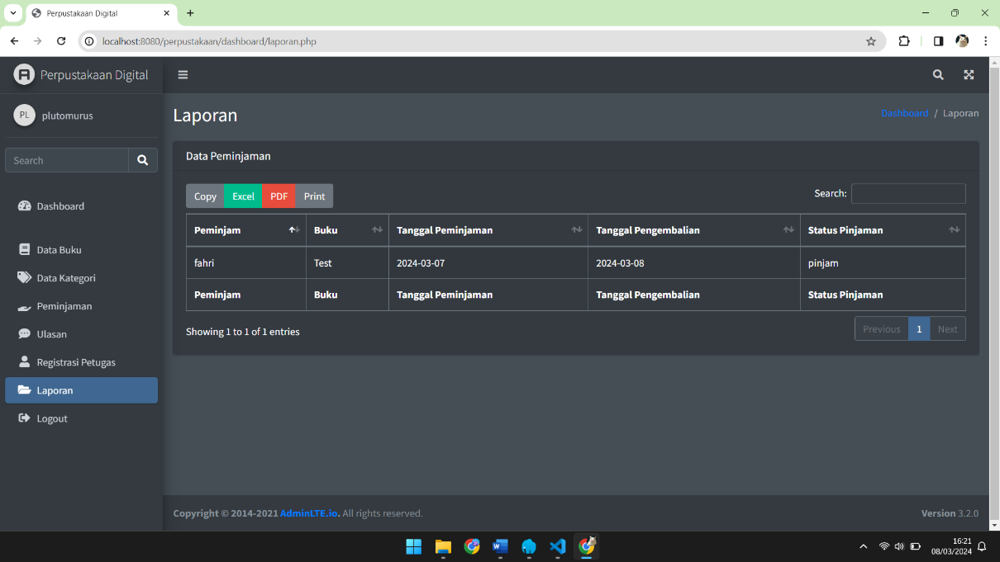 Perpustakaan Digital
localhost:8080/perpustakaan/dashboard/laporan.php
Perpustakaan Digital
PL plutomurus
Search
Dashboard
Data Buku
Data Kategori
Peminjaman
Ulasan
Registrasi Petugas
Laporan
Logout
Laporan
Dashboard / Laporan
Data Peminjaman
Copy Excel PDF Print
Search:
Peminjam Buku Tanggal Peminjaman Tanggal Pengembalian Status Pinjaman
fahri Test 2024-03-07 2024-03-08 pinjam
Peminjam Buku Tanggal Peminjaman Tanggal Pengembalian Status Pinjaman
Showing 1 to 1 of 1 entries
Previous 1 Next
Copyright © 2014-2021 AdminLTE.io. All rights reserved.
Version 3.2.0
16:21
08/03/2024